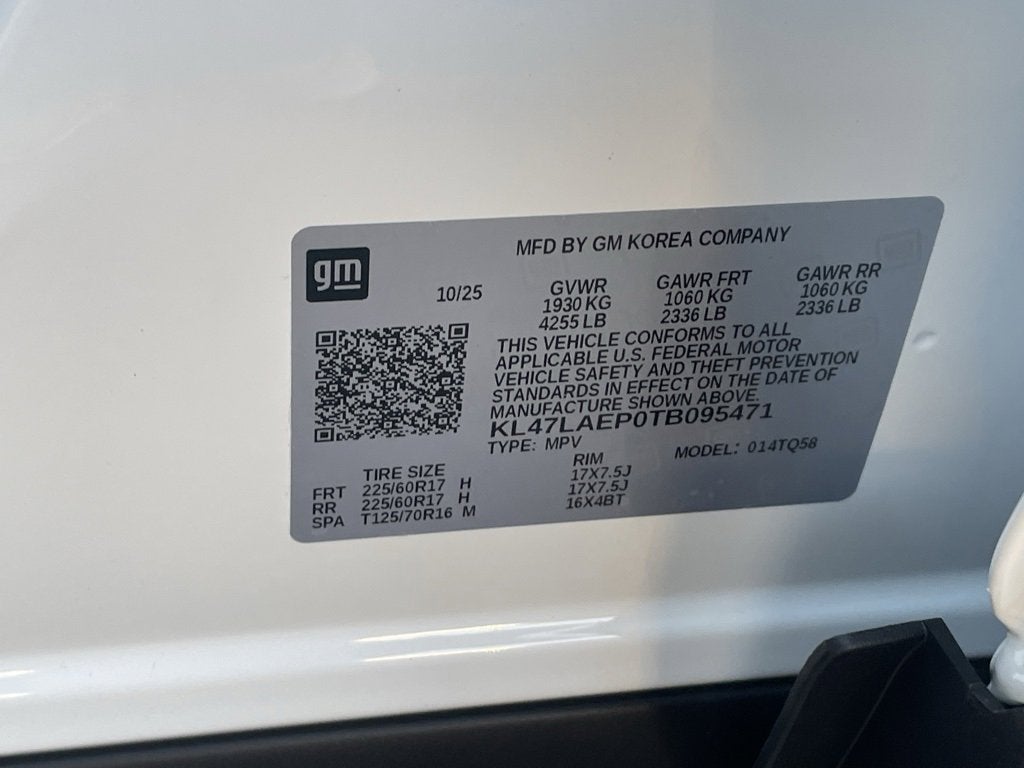 gm
MFD BY GM KOREA COMPANY
10/25
GVWR GAWR FRT GAWR RR
1930 KG 1060 KG 1060 KG
4255 LB 2336 LB 2336 LB
THIS VEHICLE CONFORMS TO ALL
APPLICABLE U.S. FEDERAL MOTOR
VEHICLE SAFETY AND THEFT PREVENTION
STANDARDS IN EFFECT ON THE DATE OF
MANUFACTURE SHOWN ABOVE.
KL47LAEP0TB095471
TYPE: MPV MODEL: 014TQ58
TIRE SIZE RIM
FRT 225/60R17 H 17X7.5J
RR 225/60R17 H 17X7.5J
SPA T125/70R16 M 16X4BT